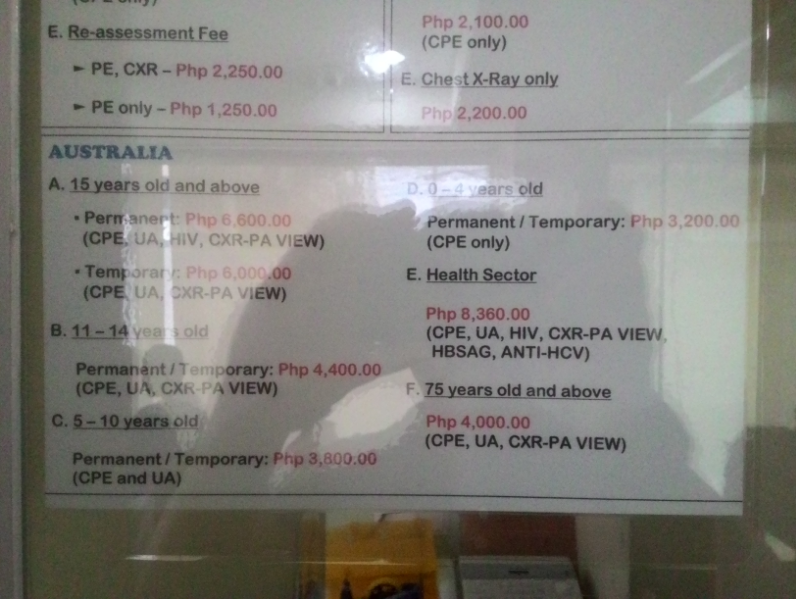 E. Re-assessment Fee
➤ PE, CXR – Php 2,250.00
➤ PE only – Php 1,250.00
Php 2,100.00
(CPE only)
E. Chest X-Ray only
Php 2,200.00
AUSTRALIA
A. 15 years old and above
• Permanent: Php 6,600.00
(CPE, UA, HIV, CXR-PA VIEW)
• Temporary: Php 6,000.00
(CPE, UA, CXR-PA VIEW)
B. 11 – 14 years old
Permanent / Temporary: Php 4,400.00
(CPE, UA, CXR-PA VIEW)
C. 5 – 10 years old
Permanent / Temporary: Php 3,800.00
(CPE and UA)
D. 0 – 4 years old
Permanent / Temporary: Php 3,200.00
(CPE only)
E. Health Sector
Php 8,360.00
(CPE, UA, HIV, CXR-PA VIEW,
HBSAG, ANTI-HCV)
F. 75 years old and above
Php 4,000.00
(CPE, UA, CXR-PA VIEW)